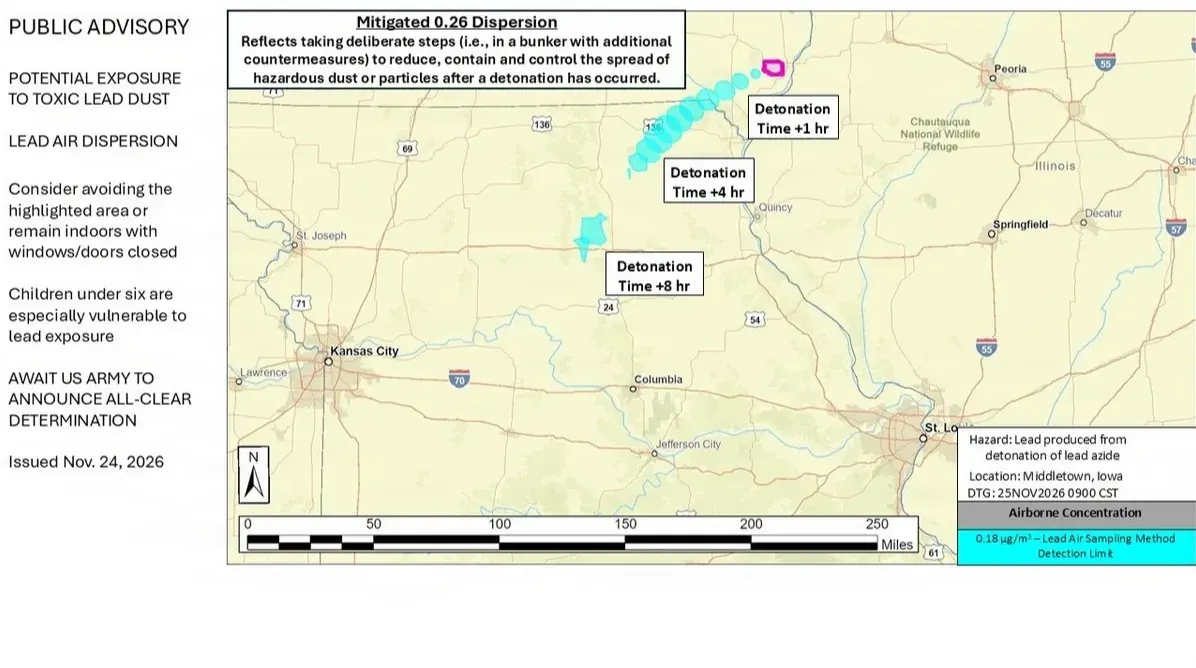 PUBLIC ADVISORY
POTENTIAL EXPOSURE
TO TOXIC LEAD DUST
LEAD AIR DISPERSION
Consider avoiding the
highlighted area or
remain indoors with
windows/doors closed
Children under six are
especially vulnerable to
lead exposure
AWAIT US ARMY TO
ANNOUNCE ALL-CLEAR
DETERMINATION
Issued Nov. 24, 2026
Mitigated 0.26 Dispersion
Reflects taking deliberate steps (i.e., in a bunker with additional
countermeasures) to reduce, contain and control the spread of
hazardous dust or particles after a detonation has occurred.
Detonation
Time +1 hr
Detonation
Time +4 hr
Detonation
Time +8 hr
71
136
136
69
55
Peoria
Chautauqua
National Wildlife
Refuge
Illinois
Cha
Quincy
Springfield
Decatur
57
St. Joseph
71
24
54
55
Kansas City
Lawrence
70
Columbia
Jefferson City
St. Lo
61
N
0 50 100 150 200 250
Miles
Hazard: Lead produced from
detonation of lead azide
Location: Middletown, Iowa
DTG: 25NOV2026 0900 CST
Airborne Concentration
0.18 µg/m³ – Lead Air Sampling Method
Detection Limit